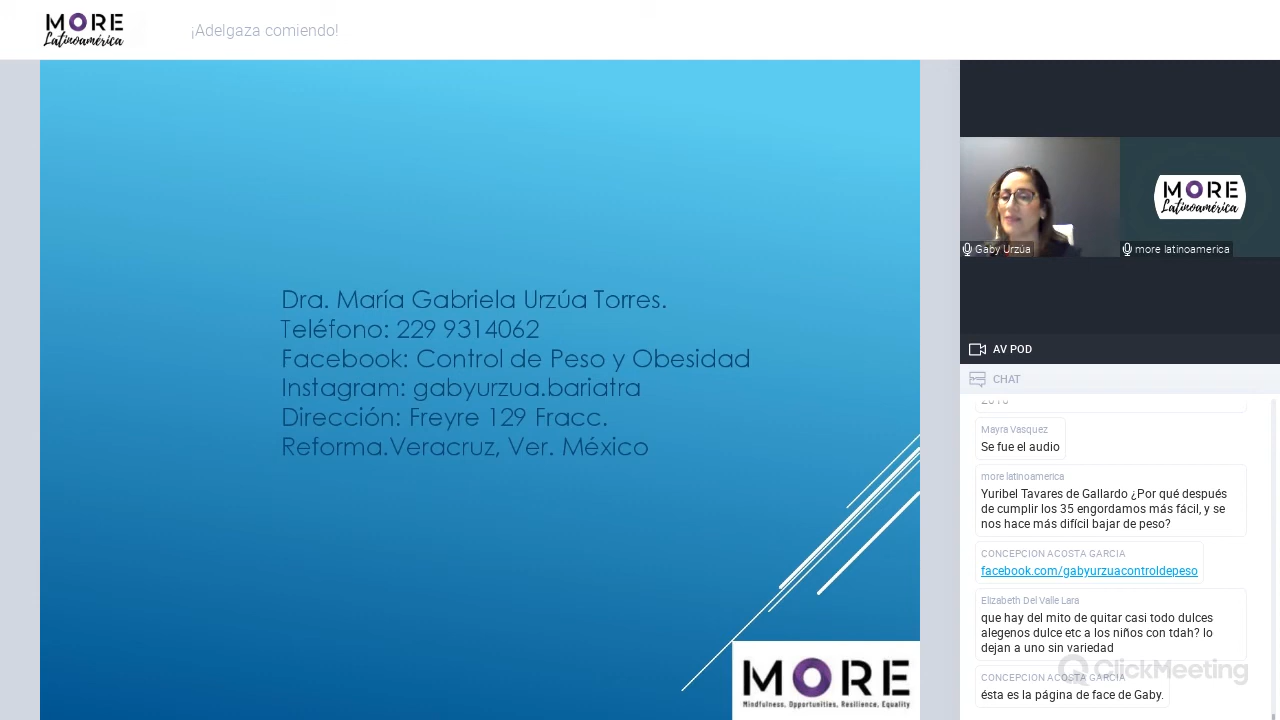 MORE
Latinoamérica
¡Adelgaza comiendo!
Dra. María Gabriela Urzúa Torres.
Teléfono: 229 9314062
Facebook: Control de Peso y Obesidad
Instagram: gabyurzua.bariatra
Dirección: Freyre 129 Fracc.
Reforma.Veracruz, Ver. México
MORE
Mindfulness, Opportunities, Resilience, Equality
MORE
Latinoamérica
Gaby Urzúa
more latinoamerica
AV POD
CHAT
Mayra Vasquez
Se fue el audio
more latinoamerica
Yuribel Tavares de Gallardo ¿Por qué después
de cumplir los 35 engordamos más fácil, y se
nos hace más difícil bajar de peso?
CONCEPCION ACOSTA GARCIA
facebook.com/gabyurzuacontroldepeso
Elizabeth Del Valle Lara
que hay del mito de quitar casi todo dulces
alegenos dulce etc a los niños con tdah? lo
dejan a uno sin variedad
ClickMeeting
CONCEPCION ACOSTA GARCIA
ésta es la página de face de Gaby.